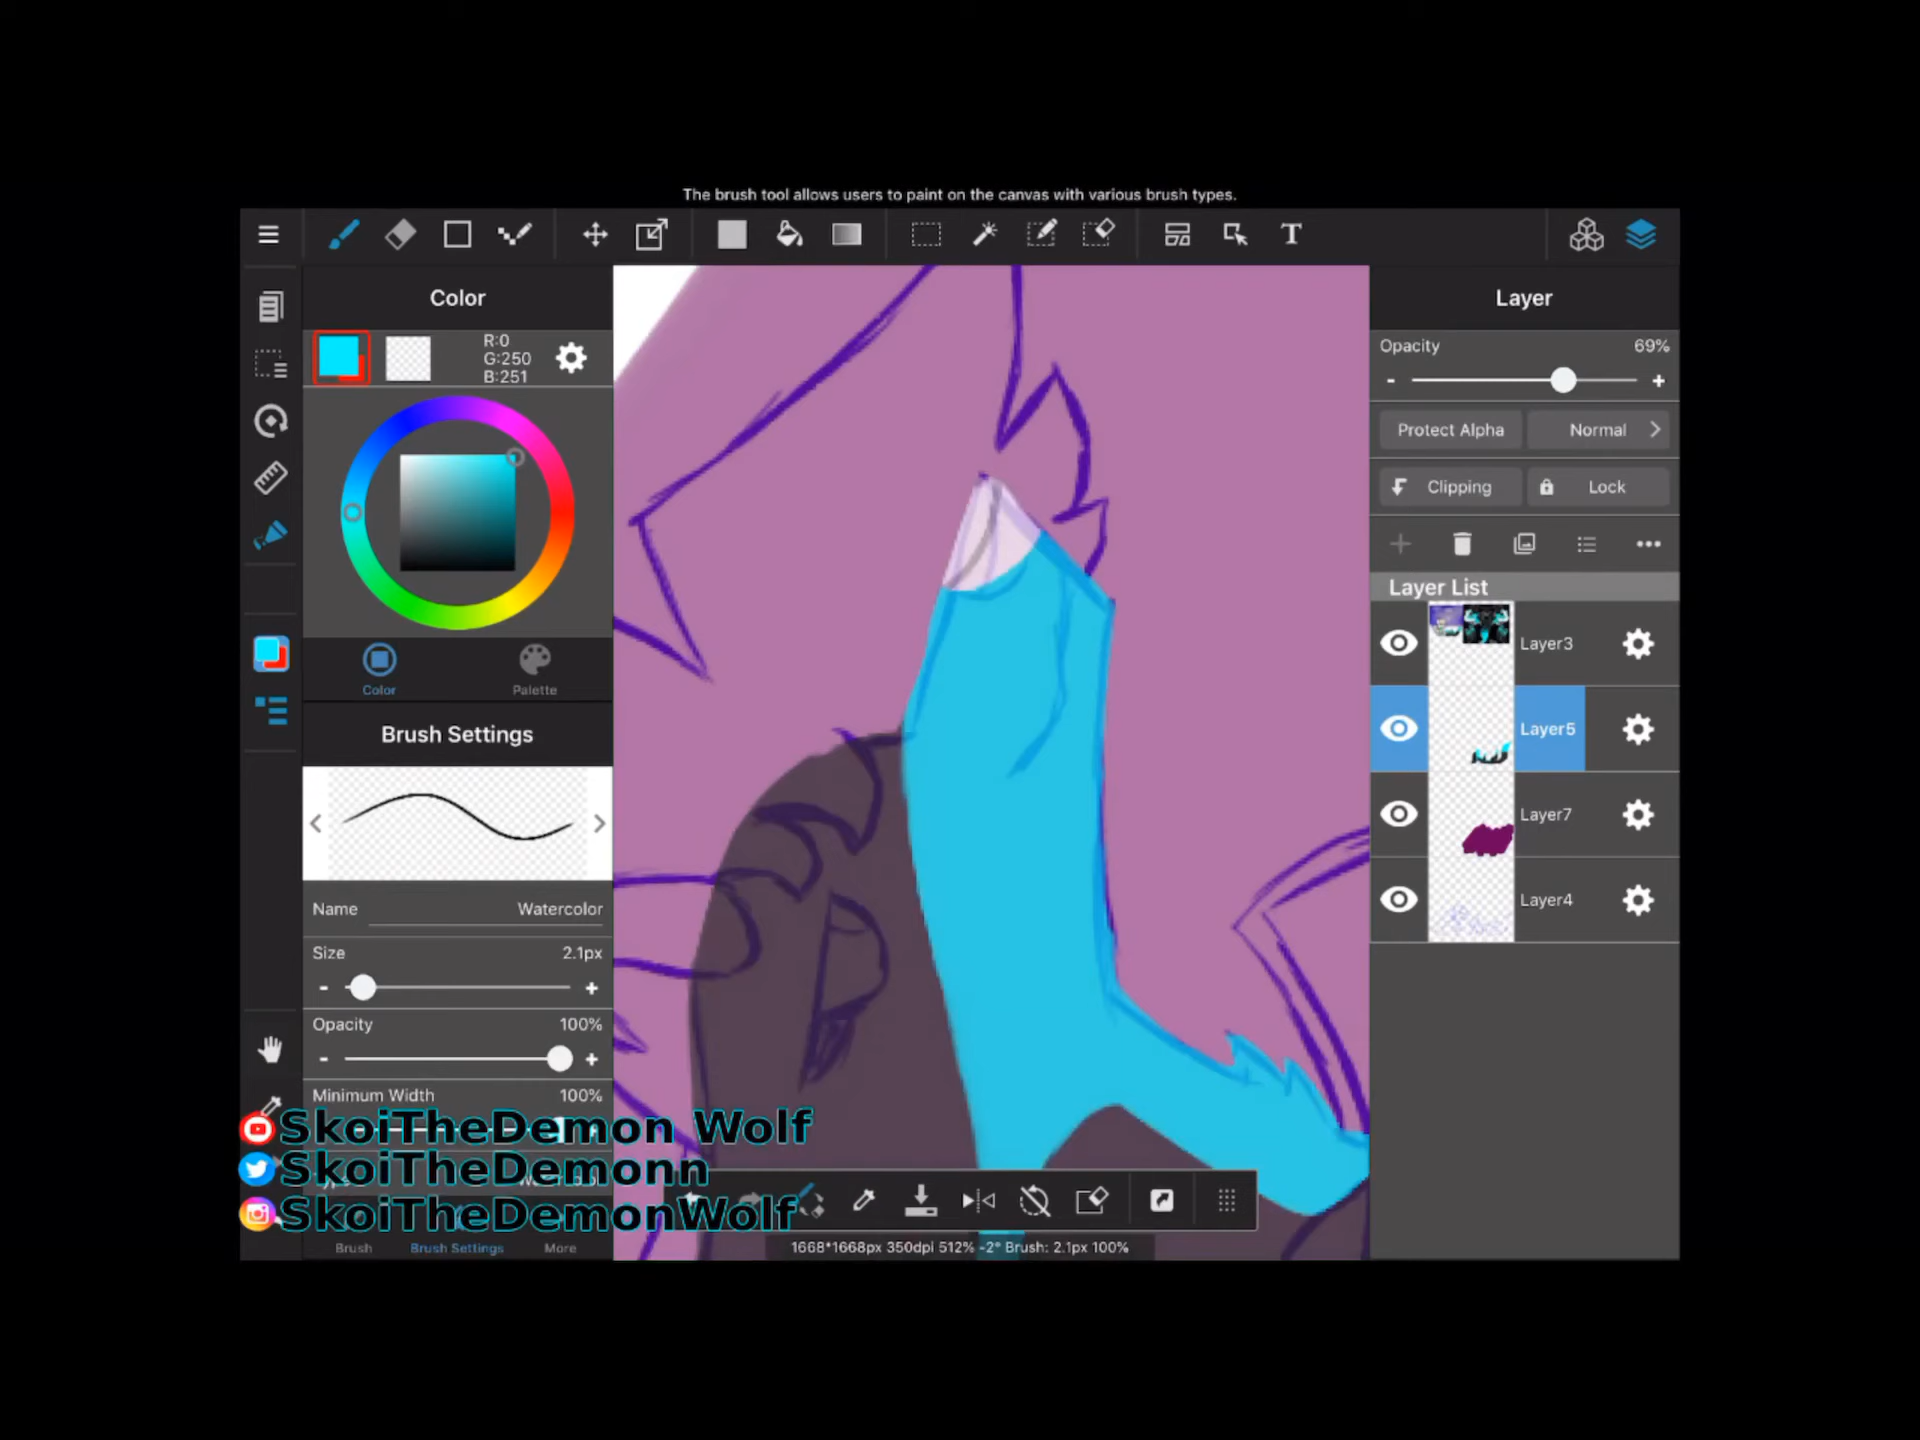 The brush tool allows users to paint on the canvas with various brush types.
T
Color
Layer
R:0
G:250
B:251
Opacity 69%
- +
Protect Alpha Normal
Clipping Lock
Layer List
Layer3
Color Palette
Layer5
Brush Settings
Layer7
Layer4
Name Watercolor
Size 2.1px
- +
Opacity 100%
- +
Minimum Width 100%
SkoiTheDemon Wolf
SkoiTheDemonn
SkoiTheDemonWolf
Brush Brush Settings More
1668*1668px 350dpi 512% -2° Brush: 2.1px 100%